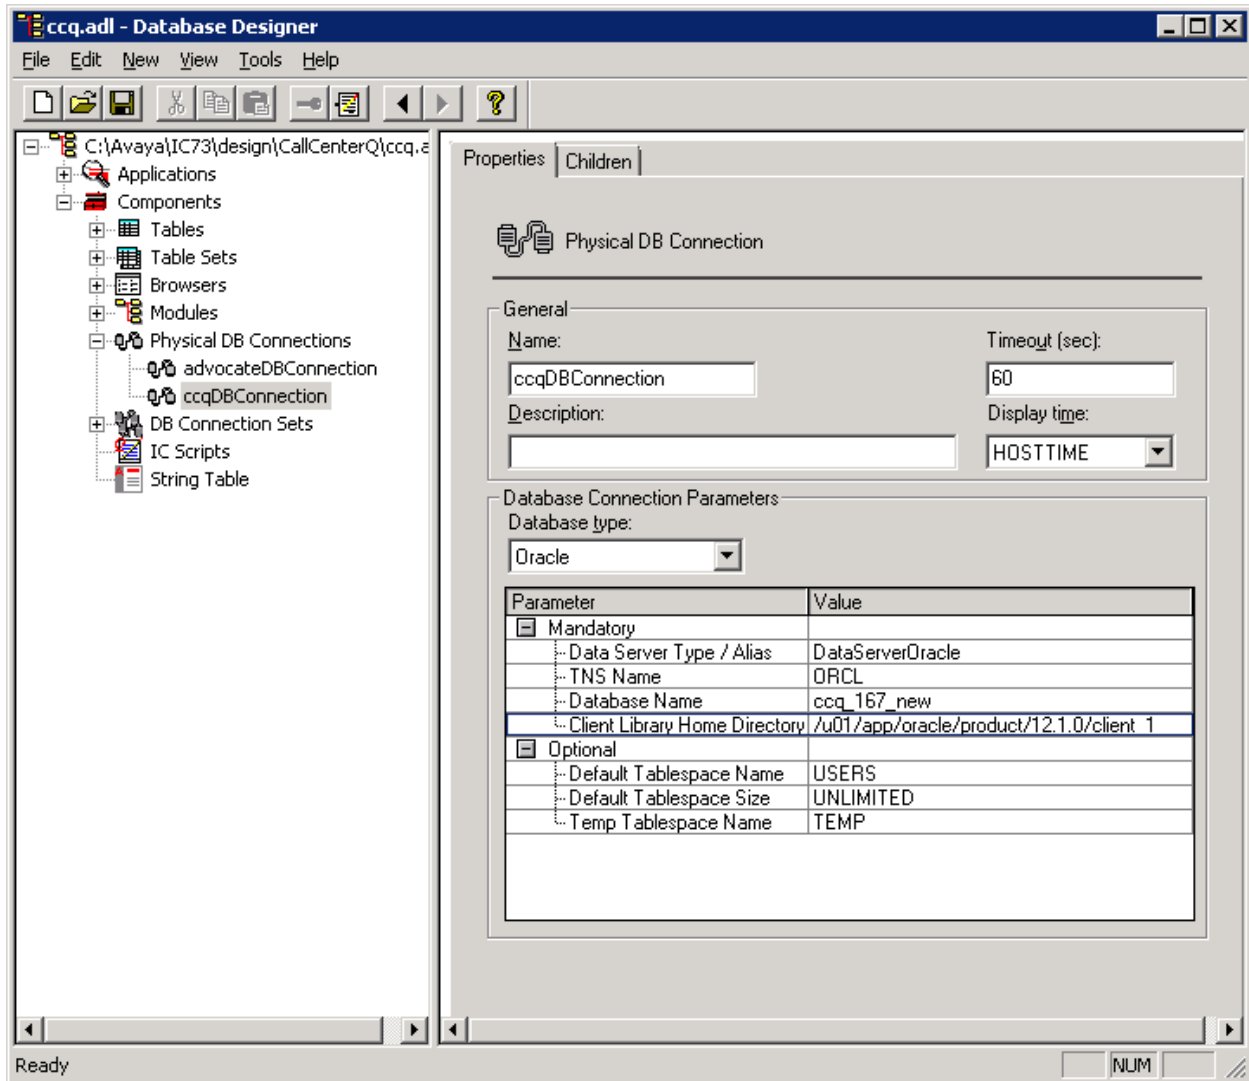 ccq.adl - Database Designer
File Edit New View Tools Help
C:\Avaya\IC73\design\CallCenterQ\ccq.a
Applications
Components
Tables
Table Sets
Browsers
Modules
Physical DB Connections
advocateDBConnection
ccqDBConnection
DB Connection Sets
IC Scripts
String Table
Properties Children
Physical DB Connection
General
Name: Timeout (sec):
ccqDBConnection 60
Description: Display time:
HOSTTIME
Database Connection Parameters
Database type:
Oracle
Parameter Value
Mandatory
Data Server Type / Alias DataServerOracle
TNS Name ORCL
Database Name ccq_167_new
Client Library Home Directory /u01/app/oracle/product/12.1.0/client_1
Optional
Default Tablespace Name USERS
Default Tablespace Size UNLIMITED
Temp Tablespace Name TEMP
Ready NUM